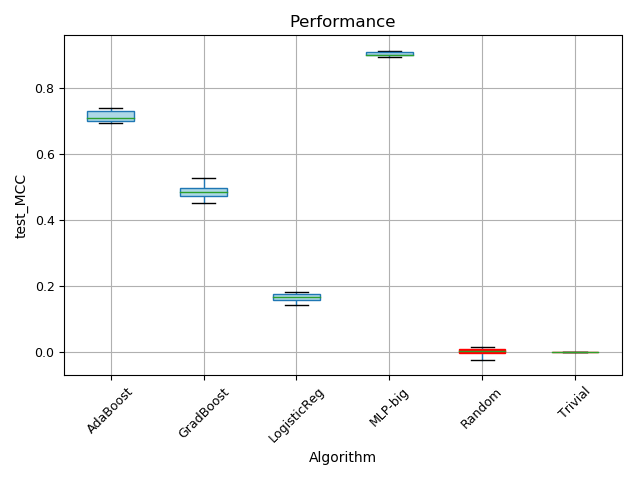 Performance
test_MCC
0.8
0.6
0.4
0.2
0.0
AdaBoost
GradBoost
LogisticReg
MLP-big
Random
Trivial
Algorithm